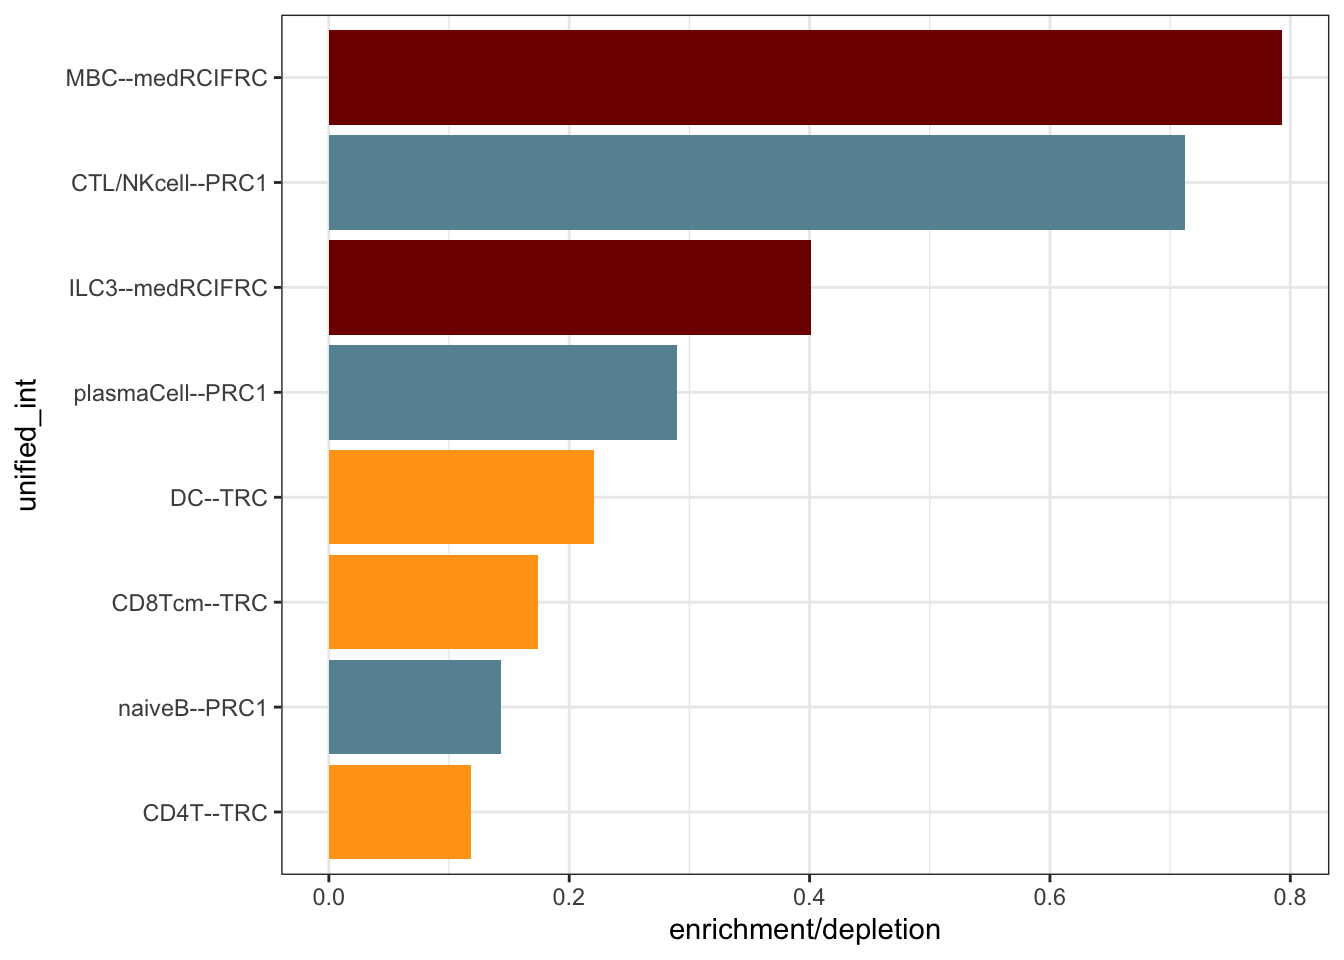 MBC--medRCIFRC
CTL/NKcell--PRC1
ILC3--medRCIFRC
plasmaCell--PRC1
DC--TRC
CD8Tcm--TRC
naiveB--PRC1
CD4T--TRC
unified_int
0.0 0.2 0.4 0.6 0.8
enrichment/depletion